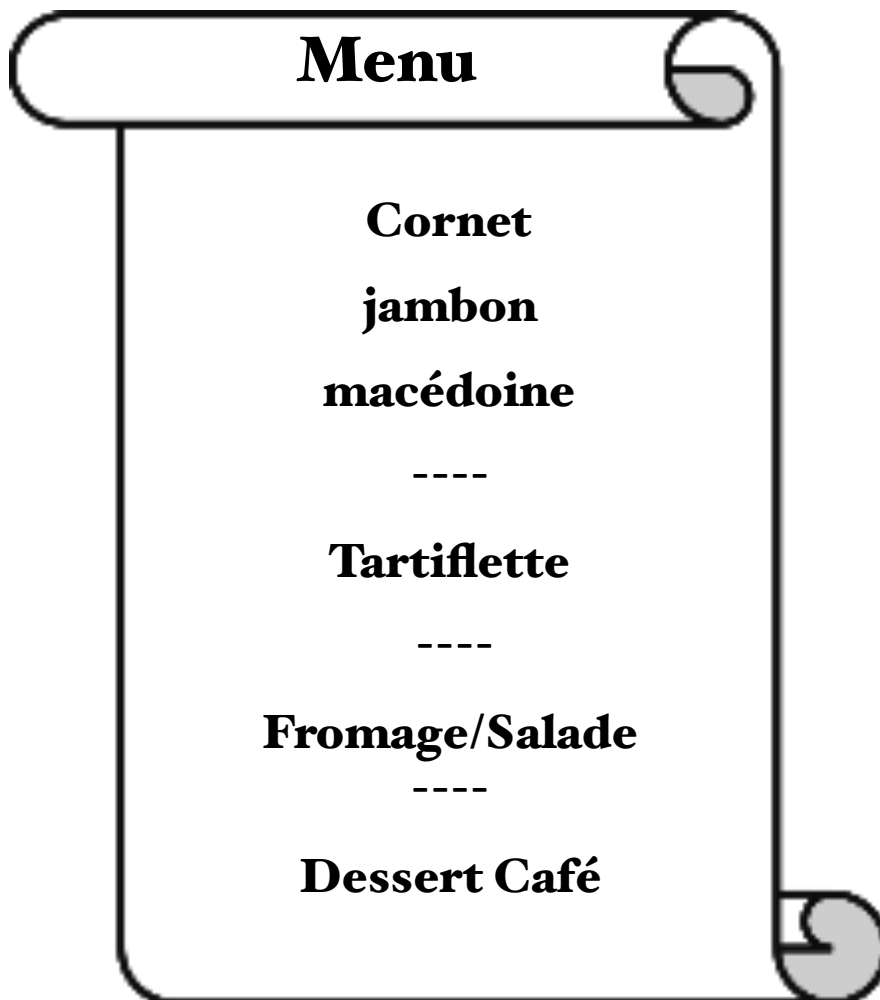 Menu
Cornet
jambon
macédoine
----
Tartiflette
----
Fromage/Salade
----
Dessert Café